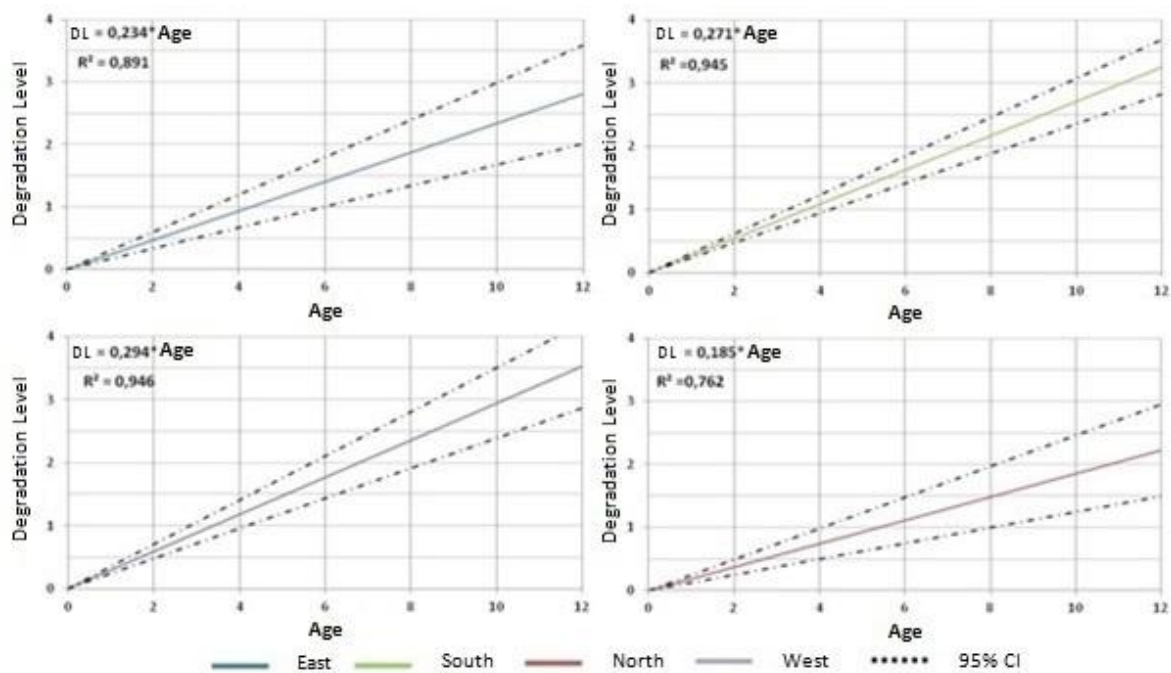 DL = 0,234* Age
R² = 0,891
4
3
2
1
0
Degradation Level
0 2 4 6 8 10 12
Age
DL = 0,271* Age
R² =0,945
4
3
2
1
0
Degradation Level
0 2 4 6 8 10 12
Age
DL = 0,294* Age
R² = 0,946
4
3
2
1
0
Degradation Level
0 2 4 6 8 10 12
Age
DL = 0,185* Age
R² =0,762
4
3
2
1
0
Degradation Level
0 2 4 6 8 10 12
Age
East South North West 95% CI